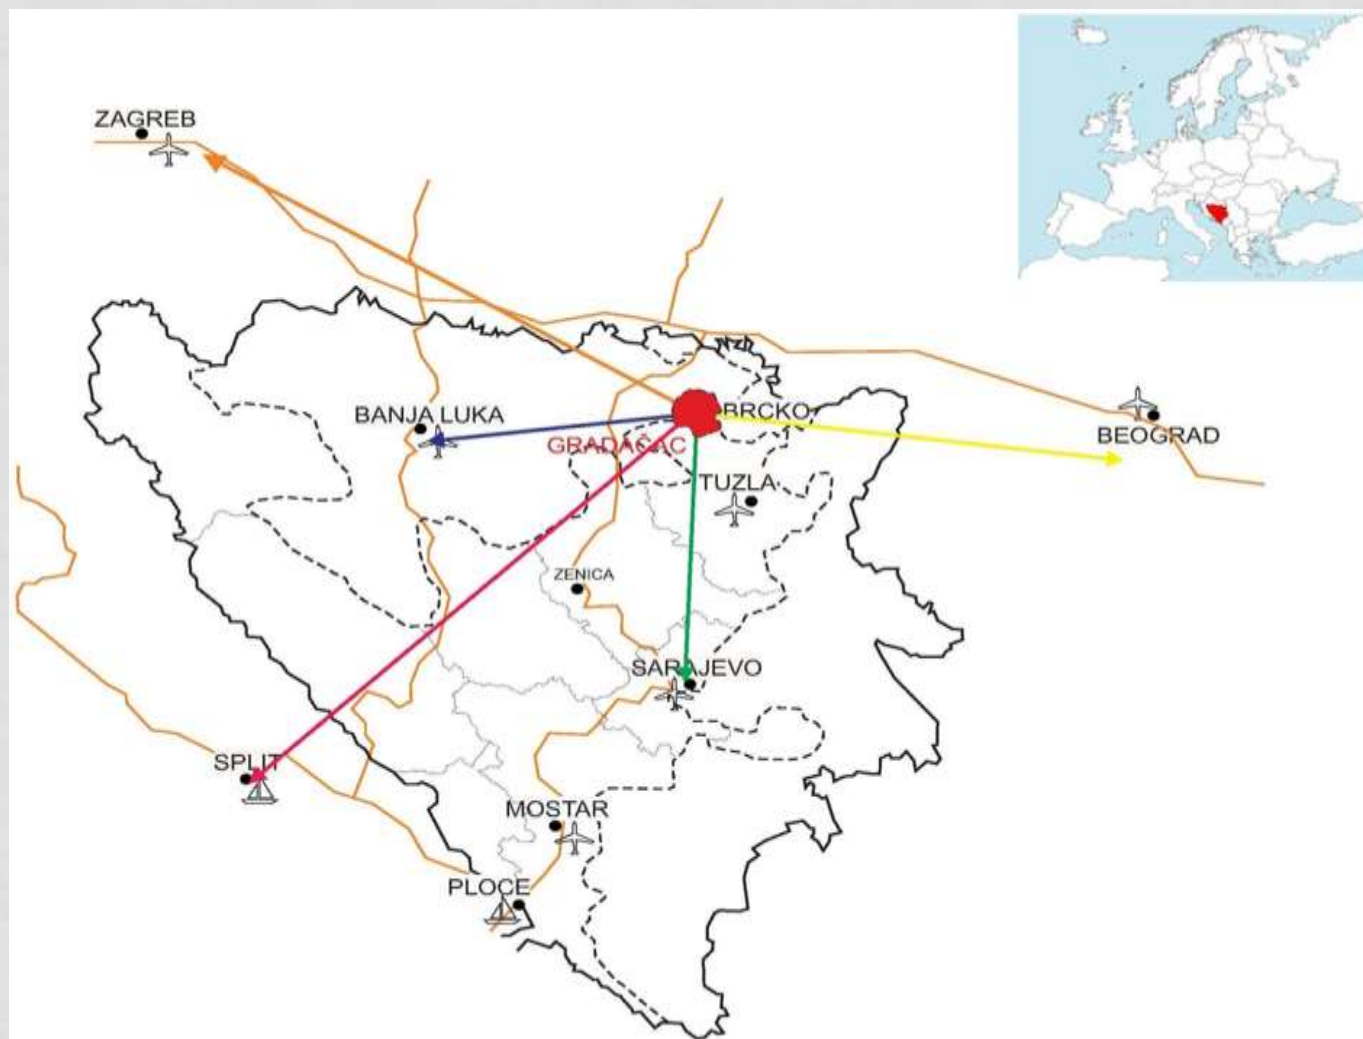 ZAGREB
BANJA LUKA
BRCKO
GRADAČAC
BEOGRAD
TUZLA
ZENICA
SARAJEVO
SPLIT
MOSTAR
PLOCE